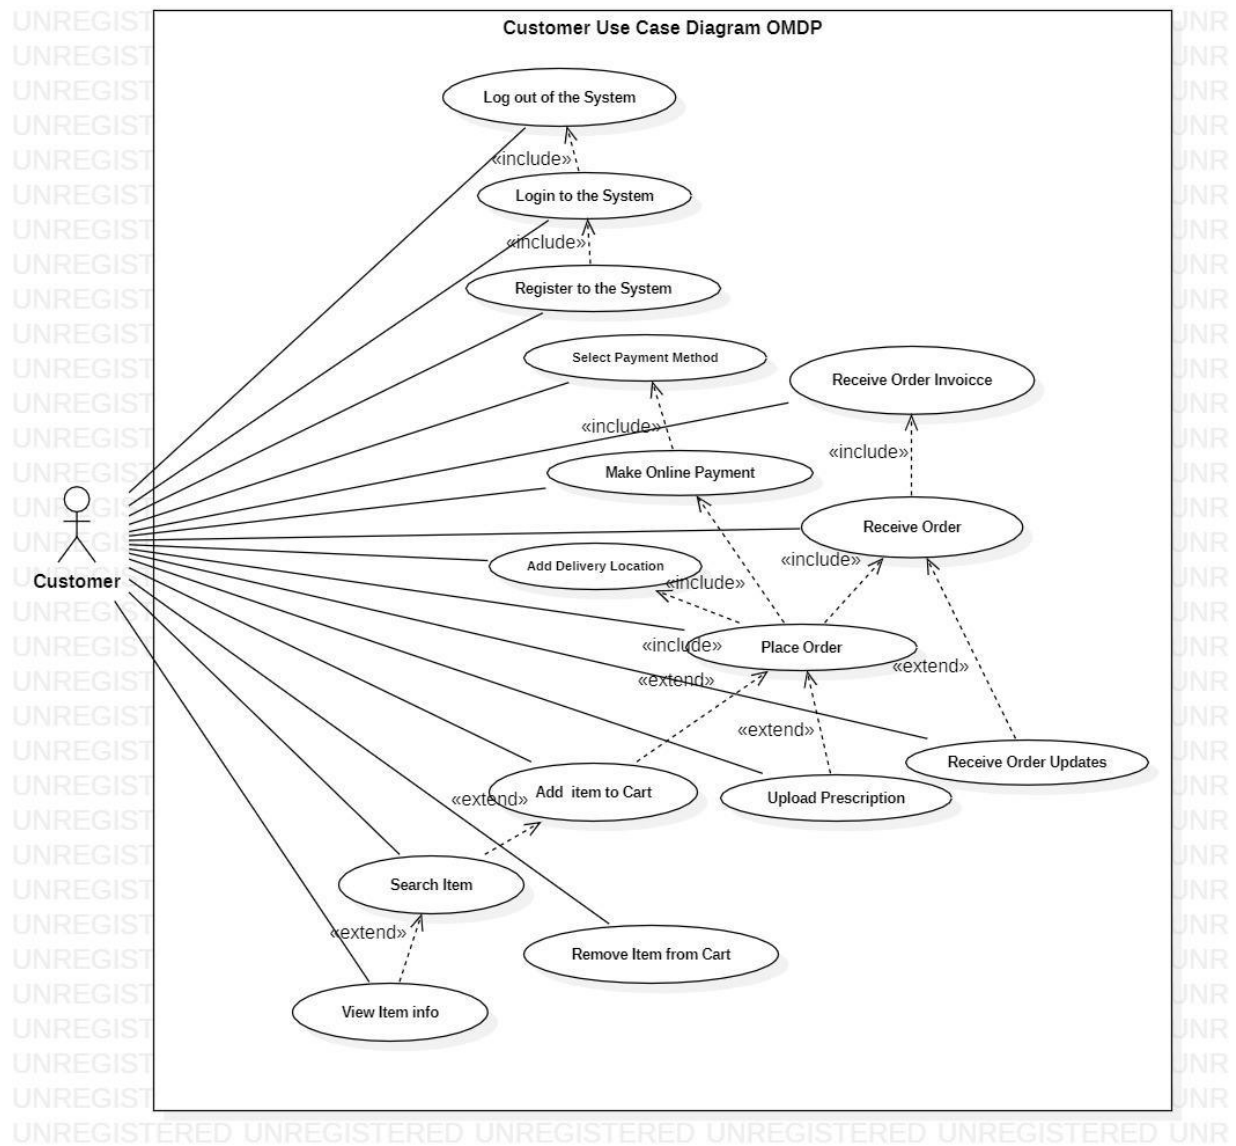 Customer Use Case Diagram OMDP
Log out of the System
«include»
Login to the System
«include»
Register to the System
Select Payment Method
Receive Order Invoicce
«include»
«include»
Make Online Payment
Receive Order
«include»
Add Delivery Location
«include»
Customer
«include»
Place Order
«extend»
«extend»
«extend»
Receive Order Updates
Add item to Cart
«extend»
Upload Prescription
Search Item
«extend»
Remove Item from Cart
View Item info
UNREGISTERED UNREGISTERED UNREGISTERED UNREGISTERED UNREGISTERED UNR